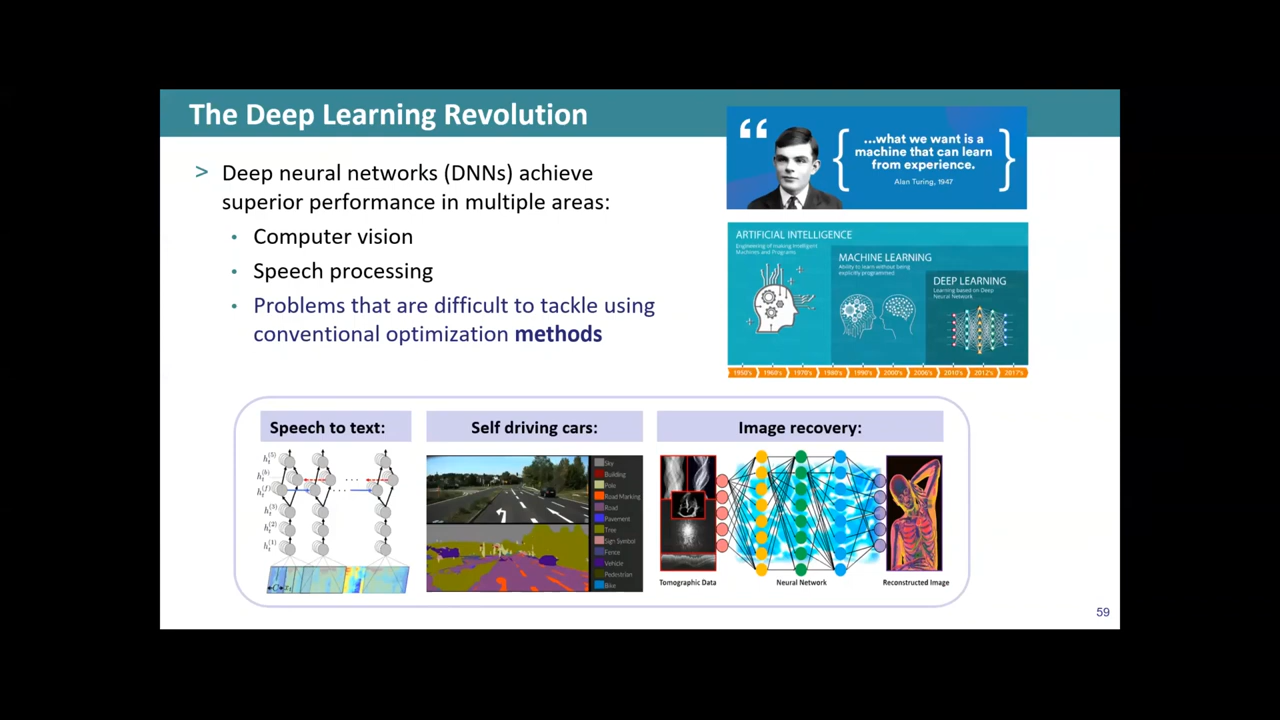 The Deep Learning Revolution
> Deep neural networks (DNNs) achieve
superior performance in multiple areas:
• Computer vision
• Speech processing
• Problems that are difficult to tackle using
conventional optimization methods
“
{ ...what we want is a
machine that can learn
from experience. }
Alan Turing, 1947
ARTIFICIAL INTELLIGENCE
Engineering of making Intelligent
Machines and Programs
MACHINE LEARNING
Ability to learn without being
explicitly programmed
DEEP LEARNING
Learning based on Deep
Neural Network
1950's 1960's 1970's 1980's 1990's 2000's 2006's 2010's 2012's 2017's
Speech to text:
Self driving cars:
Image recovery:
Sky
Building
Pole
Road Marking
Road
Pavement
Tree
Sign Symbol
Fence
Vehicle
Pedestrian
Bike
Tomographic Data
Neural Network
Reconstructed Image
59